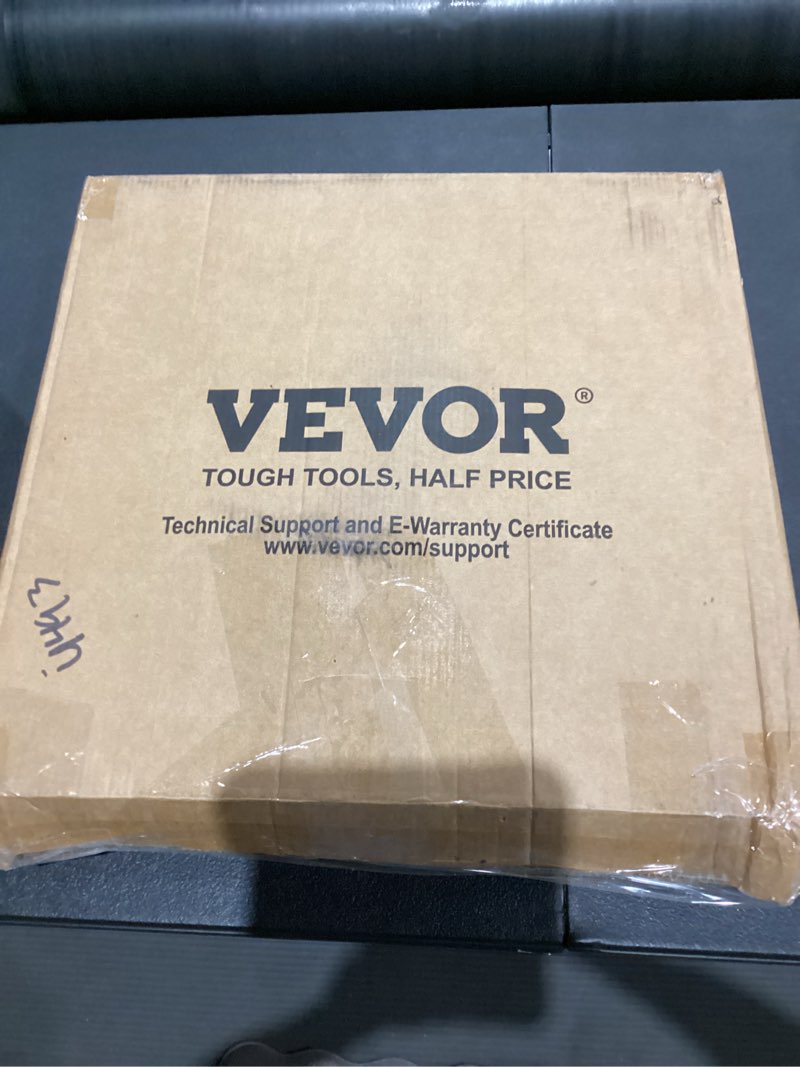 VEVOR®
TOUGH TOOLS, HALF PRICE
Technical Support and E-Warranty Certificate
www.vevor.com/support